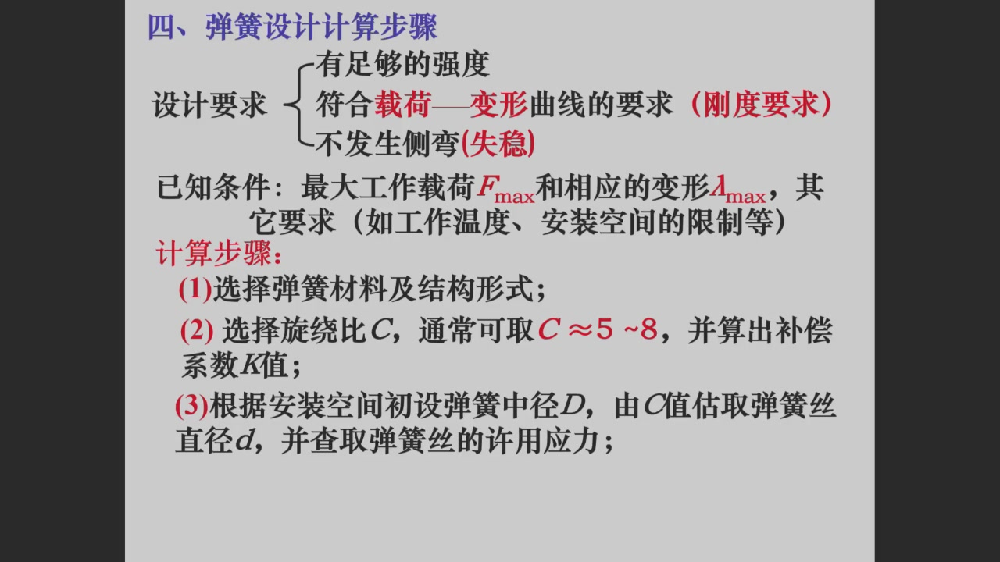 四、弹簧设计计算步骤
有足够的强度
设计要求 符合载荷——变形曲线的要求（刚度要求）
不发生侧弯(失稳)
已知条件：最大工作载荷Fmax和相应的变形λmax，其
它要求（如工作温度、安装空间的限制等）
计算步骤：
(1)选择弹簧材料及结构形式；
(2) 选择旋绕比C，通常可取C ≈5 ~8，并算出补偿
系数K值；
(3)根据安装空间初设弹簧中径D，由C值估取弹簧丝
直径d，并查取弹簧丝的许用应力；